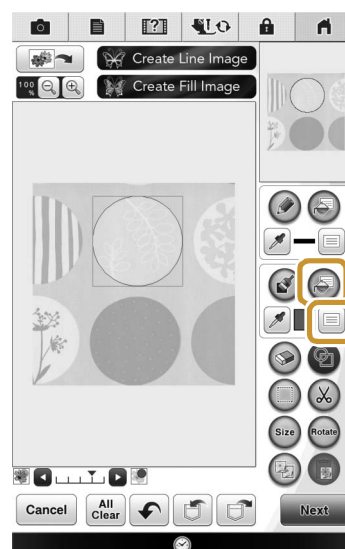 ?
Create Line Image
100 %
Create Fill Image
Size
Rotate
Cancel
All Clear
Next